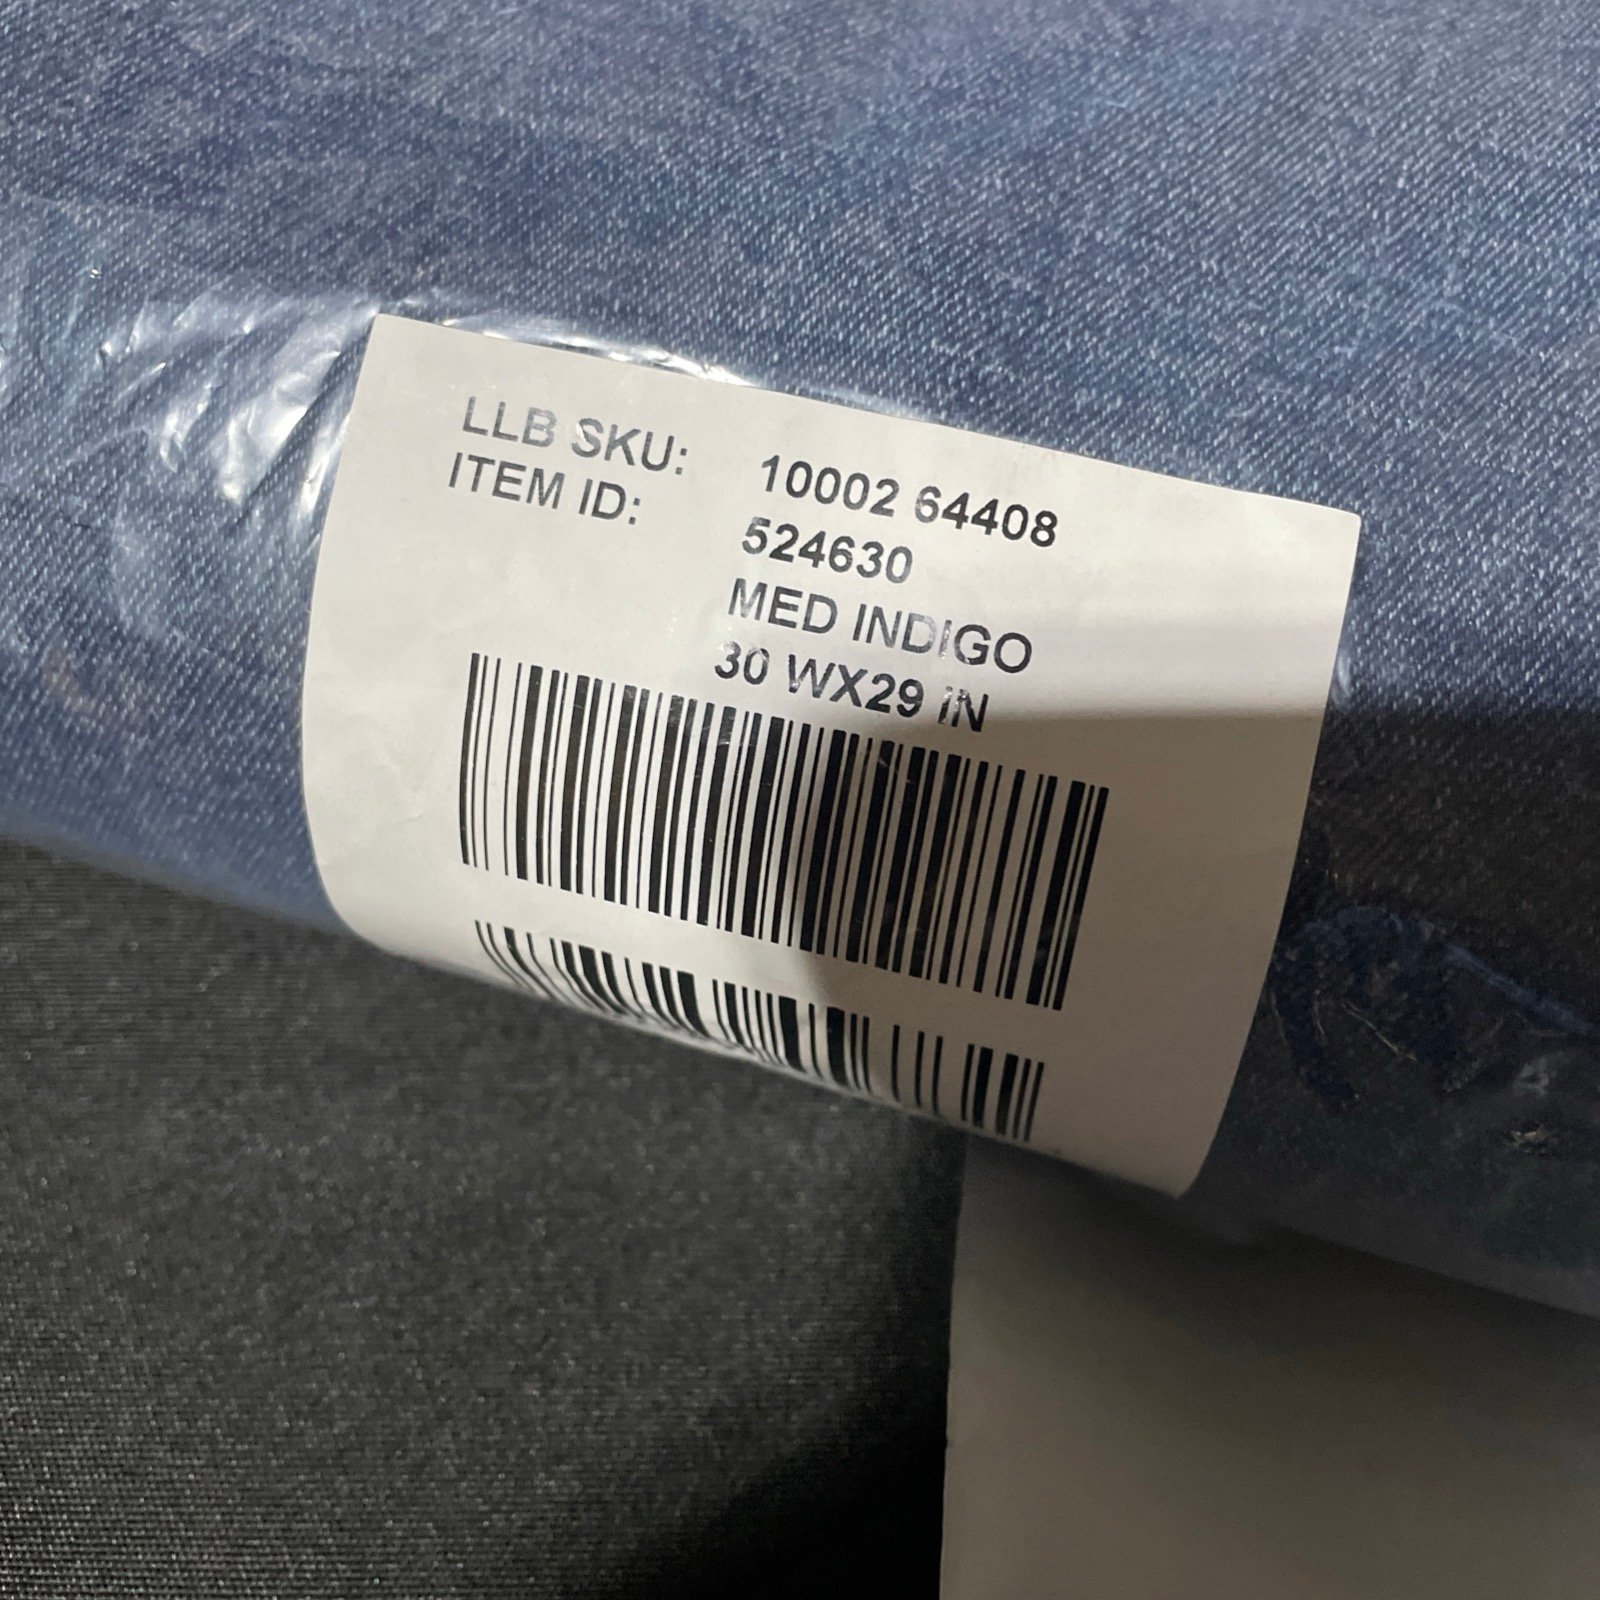 LLB SKU: 10002 64408
ITEM ID: 524630
MED INDIGO
30 WX29 IN